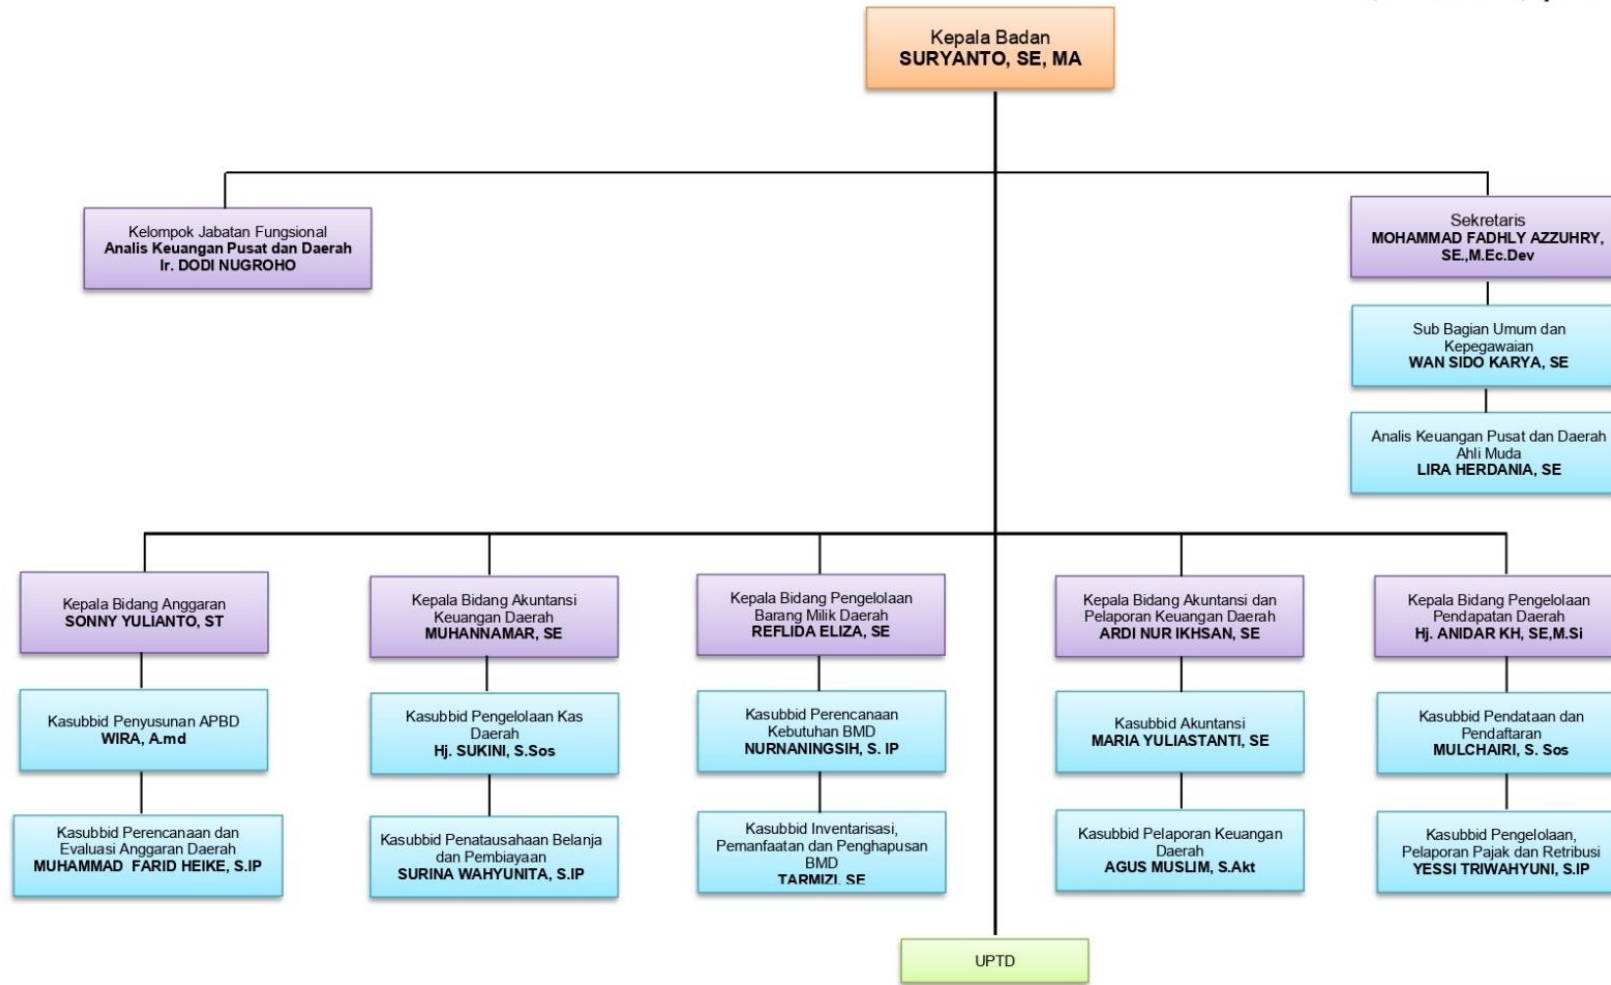 Kepala Badan
SURYANTO, SE, MA
Kelompok Jabatan Fungsional
Analis Keuangan Pusat dan Daerah
Ir. DODI NUGROHO
Sekretaris
MOHAMMAD FADHLY AZZUHRY,
SE.,M.Ec.Dev
Sub Bagian Umum dan
Kepegawaian
WAN SIDO KARYA, SE
Analis Keuangan Pusat dan Daerah
Ahli Muda
LIRA HERDANIA, SE
Kepala Bidang Anggaran
SONNY YULIANTO, ST
Kepala Bidang Akuntansi
Keuangan Daerah
MUHANNAMAR, SE
Kepala Bidang Pengelolaan
Barang Milik Daerah
REFLIDA ELIZA, SE
Kepala Bidang Akuntansi dan
Pelaporan Keuangan Daerah
ARDI NUR IKHSAN, SE
Kepala Bidang Pengelolaan
Pendapatan Daerah
Hj. ANIDAR KH, SE,M.Si
Kasubbid Penyusunan APBD
WIRA, A.md
Kasubbid Pengelolaan Kas
Daerah
Hj. SUKINI, S.Sos
Kasubbid Perencanaan
Kebutuhan BMD
NURNANINGSIH, S. IP
Kasubbid Akuntansi
MARIA YULIASTANTI, SE
Kasubbid Pendataan dan
Pendaftaran
MULCHAIRI, S. Sos
Kasubbid Perencanaan dan
Evaluasi Anggaran Daerah
MUHAMMAD  FARID HEIKE, S.IP
Kasubbid Penatausahaan Belanja
dan Pembiayaan
SURINA WAHYUNITA, S.IP
Kasubbid Inventarisasi,
Pemanfaatan dan Penghapusan
BMD
TARMIZI, SE
Kasubbid Pelaporan Keuangan
Daerah
AGUS MUSLIM, S.Akt
Kasubbid Pengelolaan,
Pelaporan Pajak dan Retribusi
YESSI TRIWAHYUNI, S.IP
UPTD